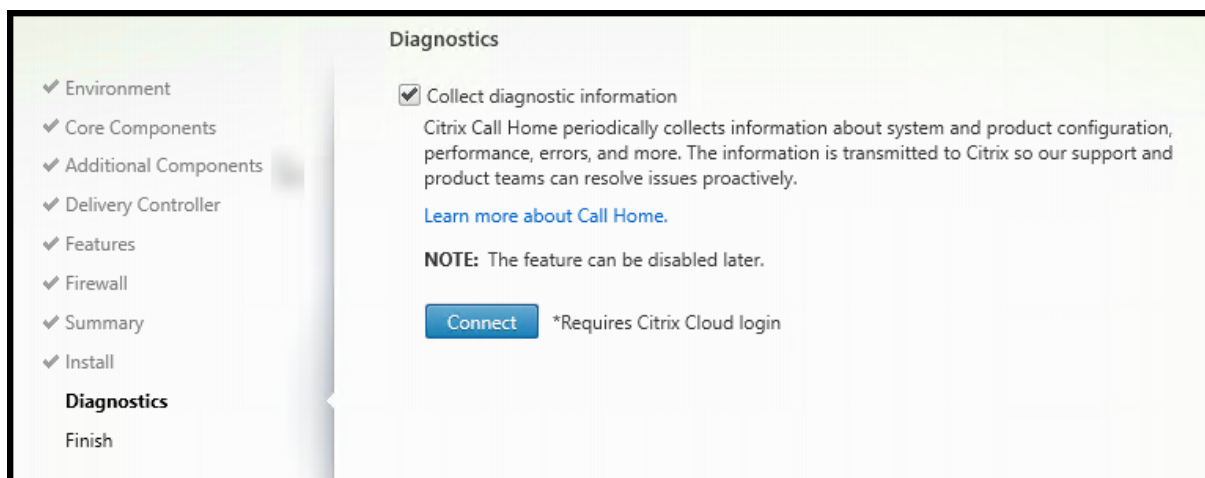 Diagnostics
Environment
Core Components
Additional Components
Delivery Controller
Features
Firewall
Summary
Install
Diagnostics
Finish
Collect diagnostic information
Citrix Call Home periodically collects information about system and product configuration,
performance, errors, and more. The information is transmitted to Citrix so our support and
product teams can resolve issues proactively.
Learn more about Call Home.
NOTE: The feature can be disabled later.
Connect *Requires Citrix Cloud login